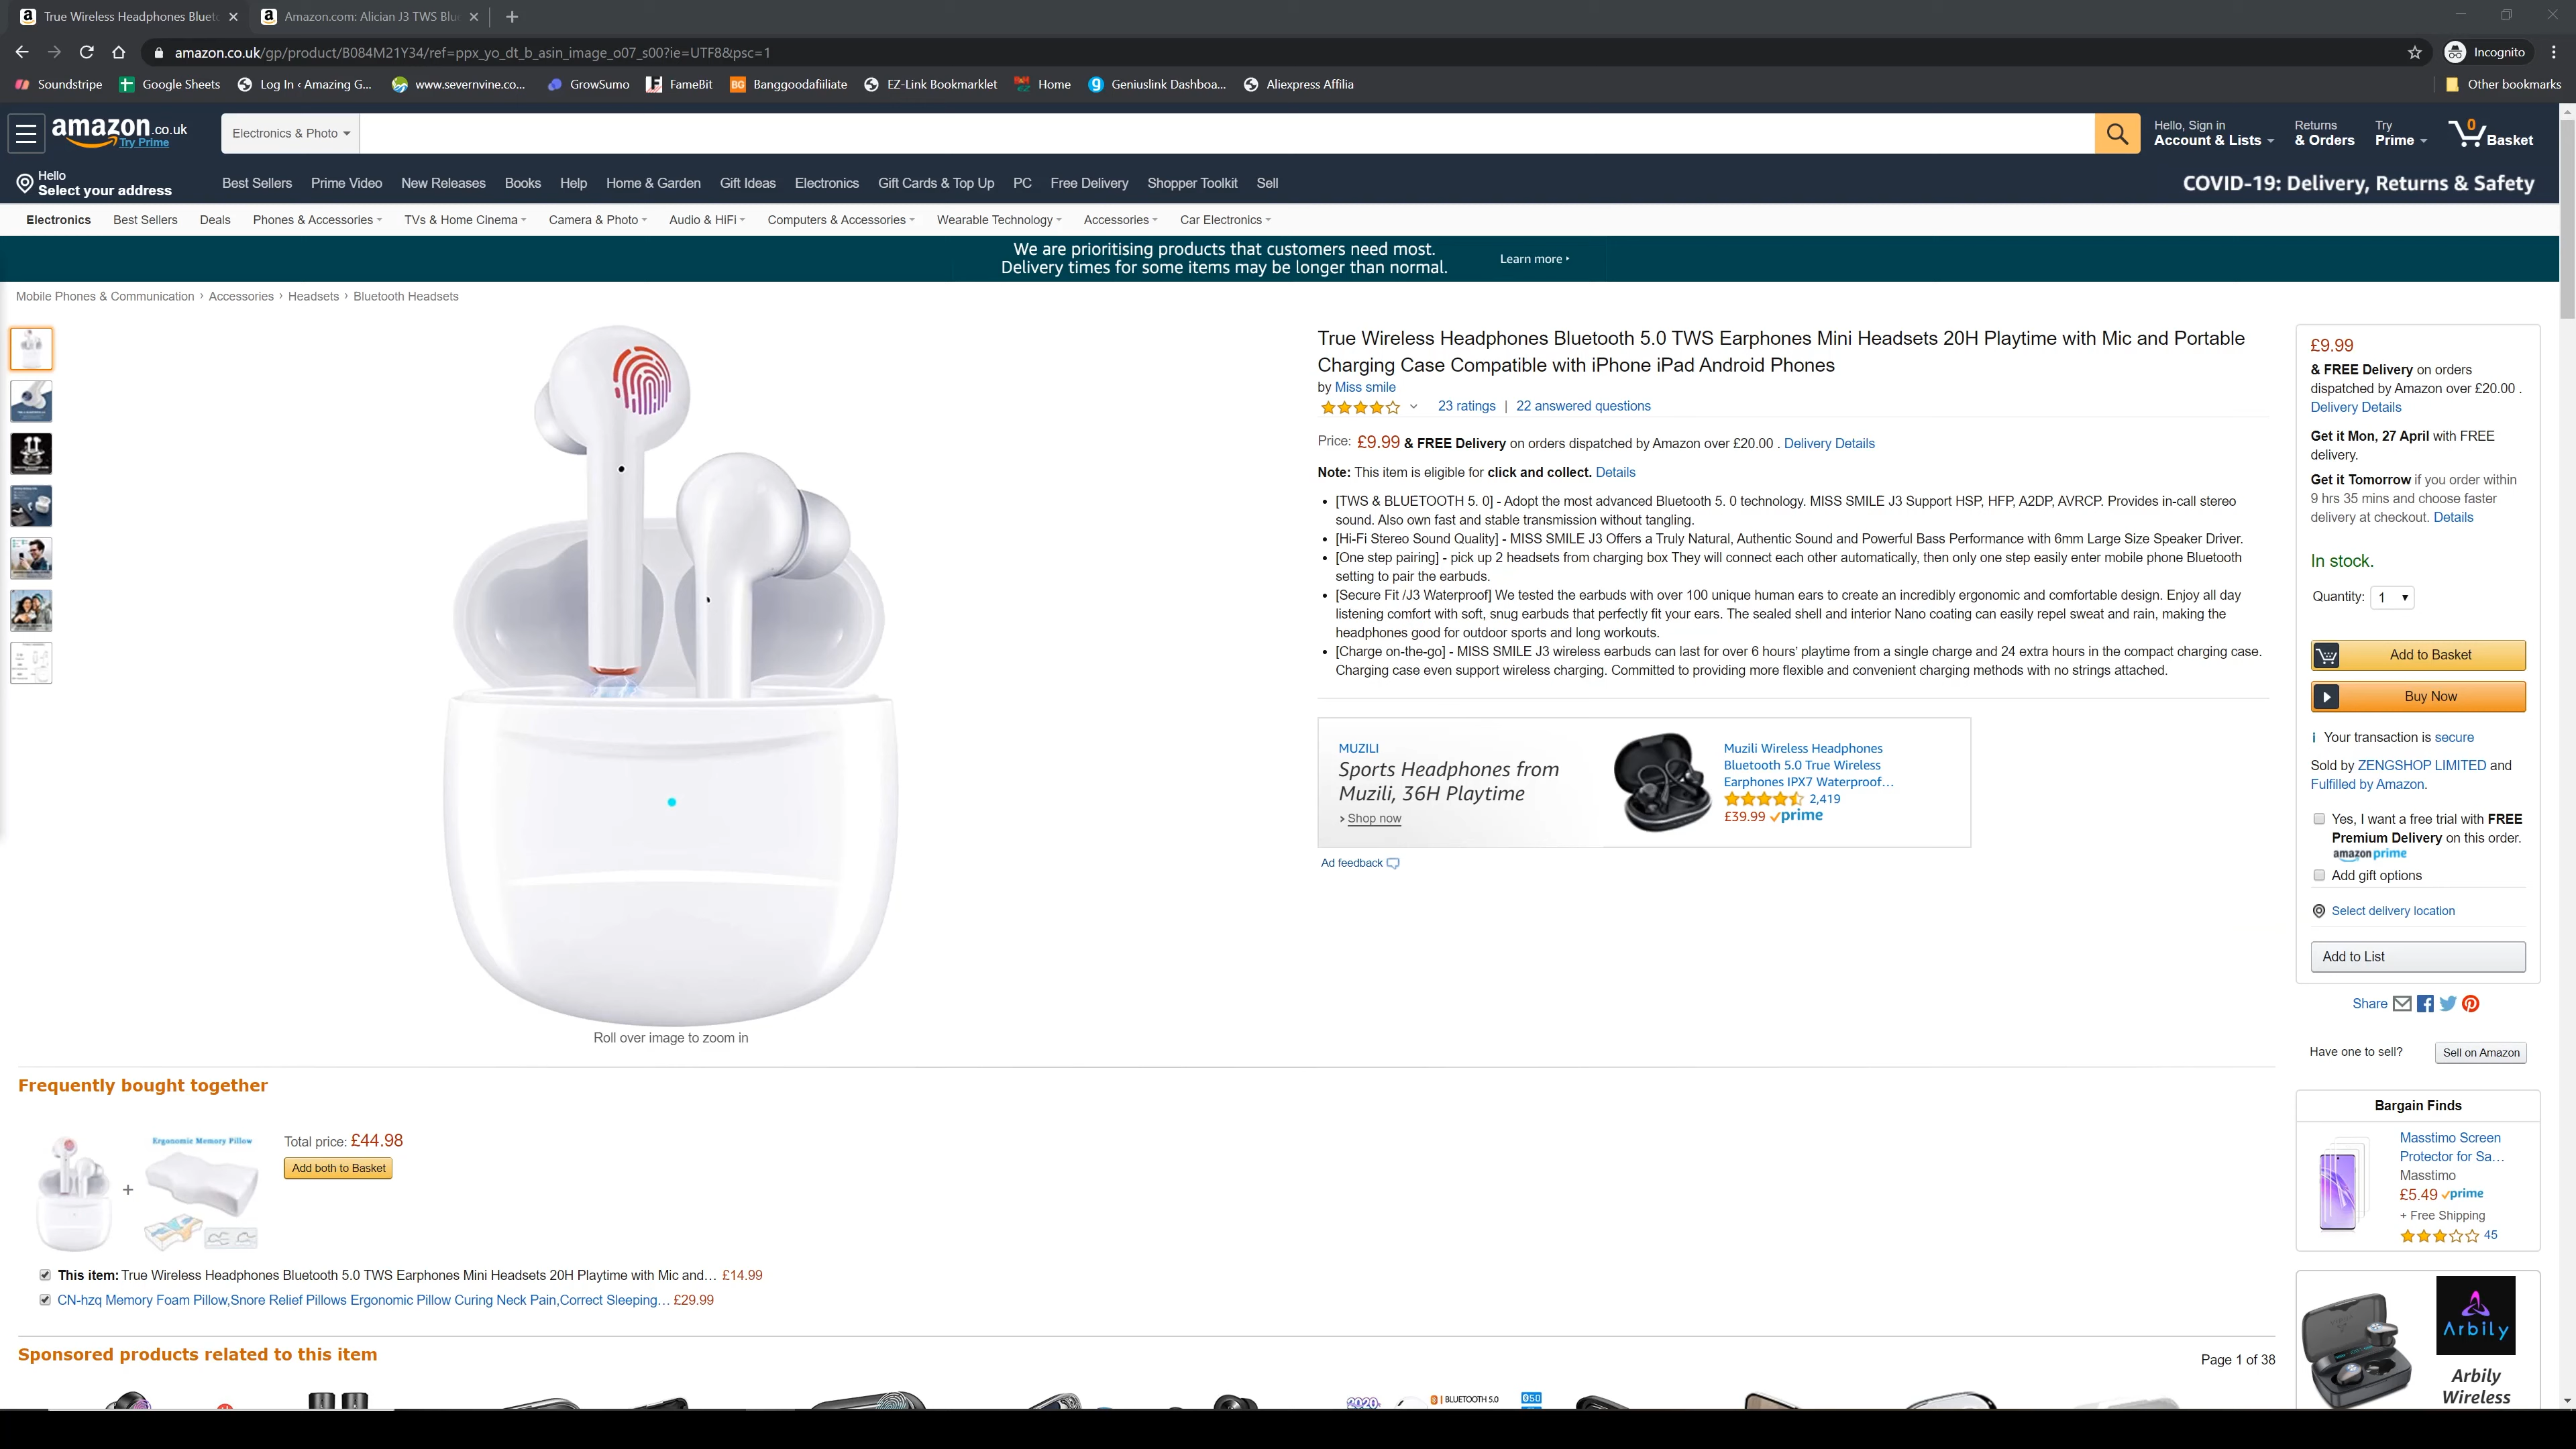 True Wireless Headphones Bluet
Amazon.com: Alician J3 TWS Blu
amazon.co.uk/gp/product/B084M21Y34/ref=ppx_yo_dt_b_asin_image_o07_s00?ie=UTF8&psc=1
Incognito
Soundstripe
Google Sheets
Log In ‹ Amazing G...
www.severnvine.co...
GrowSumo
FameBit
Banggoodafiiliate
EZ-Link Bookmarklet
Home
Geniuslink Dashboa...
Aliexpress Affilia
Other bookmarks
amazon.co.uk
Try Prime
Electronics & Photo
Hello, Sign in
Account & Lists
Returns
& Orders
Try
Prime
0
Basket
Hello
Select your address
Best Sellers
Prime Video
New Releases
Books
Help
Home & Garden
Gift Ideas
Electronics
Gift Cards & Top Up
PC
Free Delivery
Shopper Toolkit
Sell
COVID-19: Delivery, Returns & Safety
Electronics
Best Sellers
Deals
Phones & Accessories
TVs & Home Cinema
Camera & Photo
Audio & HiFi
Computers & Accessories
Wearable Technology
Accessories
Car Electronics
We are prioritising products that customers need most.
Delivery times for some items may be longer than normal.
Learn more
Mobile Phones & Communication › Accessories › Headsets › Bluetooth Headsets
Roll over image to zoom in
True Wireless Headphones Bluetooth 5.0 TWS Earphones Mini Headsets 20H Playtime with Mic and Portable
Charging Case Compatible with iPhone iPad Android Phones
by Miss smile
23 ratings | 22 answered questions
Price: £9.99 & FREE Delivery on orders dispatched by Amazon over £20.00 . Delivery Details
Note: This item is eligible for click and collect. Details
• [TWS & BLUETOOTH 5. 0] - Adopt the most advanced Bluetooth 5. 0 technology. MISS SMILE J3 Support HSP, HFP, A2DP, AVRCP. Provides in-call stereo
sound. Also own fast and stable transmission without tangling.
• [Hi-Fi Stereo Sound Quality] - MISS SMILE J3 Offers a Truly Natural, Authentic Sound and Powerful Bass Performance with 6mm Large Size Speaker Driver.
• [One step pairing] - pick up 2 headsets from charging box They will connect each other automatically, then only one step easily enter mobile phone Bluetooth
setting to pair the earbuds.
• [Secure Fit /J3 Waterproof] We tested the earbuds with over 100 unique human ears to create an incredibly ergonomic and comfortable design. Enjoy all day
listening comfort with soft, snug earbuds that perfectly fit your ears. The sealed shell and interior Nano coating can easily repel sweat and rain, making the
headphones good for outdoor sports and long workouts.
• [Charge on-the-go] - MISS SMILE J3 wireless earbuds can last for over 6 hours' playtime from a single charge and 24 extra hours in the compact charging case.
Charging case even support wireless charging. Committed to providing more flexible and convenient charging methods with no strings attached.
MUZILI
Sports Headphones from
Muzili, 36H Playtime
› Shop now
Muzili Wireless Headphones
Bluetooth 5.0 True Wireless
Earphones IPX7 Waterproof…
2,419
£39.99 prime
Ad feedback
£9.99
& FREE Delivery on orders
dispatched by Amazon over £20.00 .
Delivery Details
Get it Mon, 27 April with FREE
delivery.
Get it Tomorrow if you order within
9 hrs 35 mins and choose faster
delivery at checkout. Details
In stock.
Quantity: 1
Add to Basket
Buy Now
Your transaction is secure
Sold by ZENGSHOP LIMITED and
Fulfilled by Amazon.
Yes, I want a free trial with FREE
Premium Delivery on this order.
amazon prime
Add gift options
Select delivery location
Add to List
Share
Have one to sell?
Sell on Amazon
Bargain Finds
Masstimo Screen
Protector for Sa…
Masstimo
£5.49 prime
+ Free Shipping
45
Arbily
Arbily
Wireless
Frequently bought together
Ergonomic Memory Pillow
+
Total price: £44.98
Add both to Basket
This item: True Wireless Headphones Bluetooth 5.0 TWS Earphones Mini Headsets 20H Playtime with Mic and… £14.99
CN-hzq Memory Foam Pillow,Snore Relief Pillows Ergonomic Pillow Curing Neck Pain,Correct Sleeping… £29.99
Sponsored products related to this item
Page 1 of 38
2020
BLUETOOTH 5.0